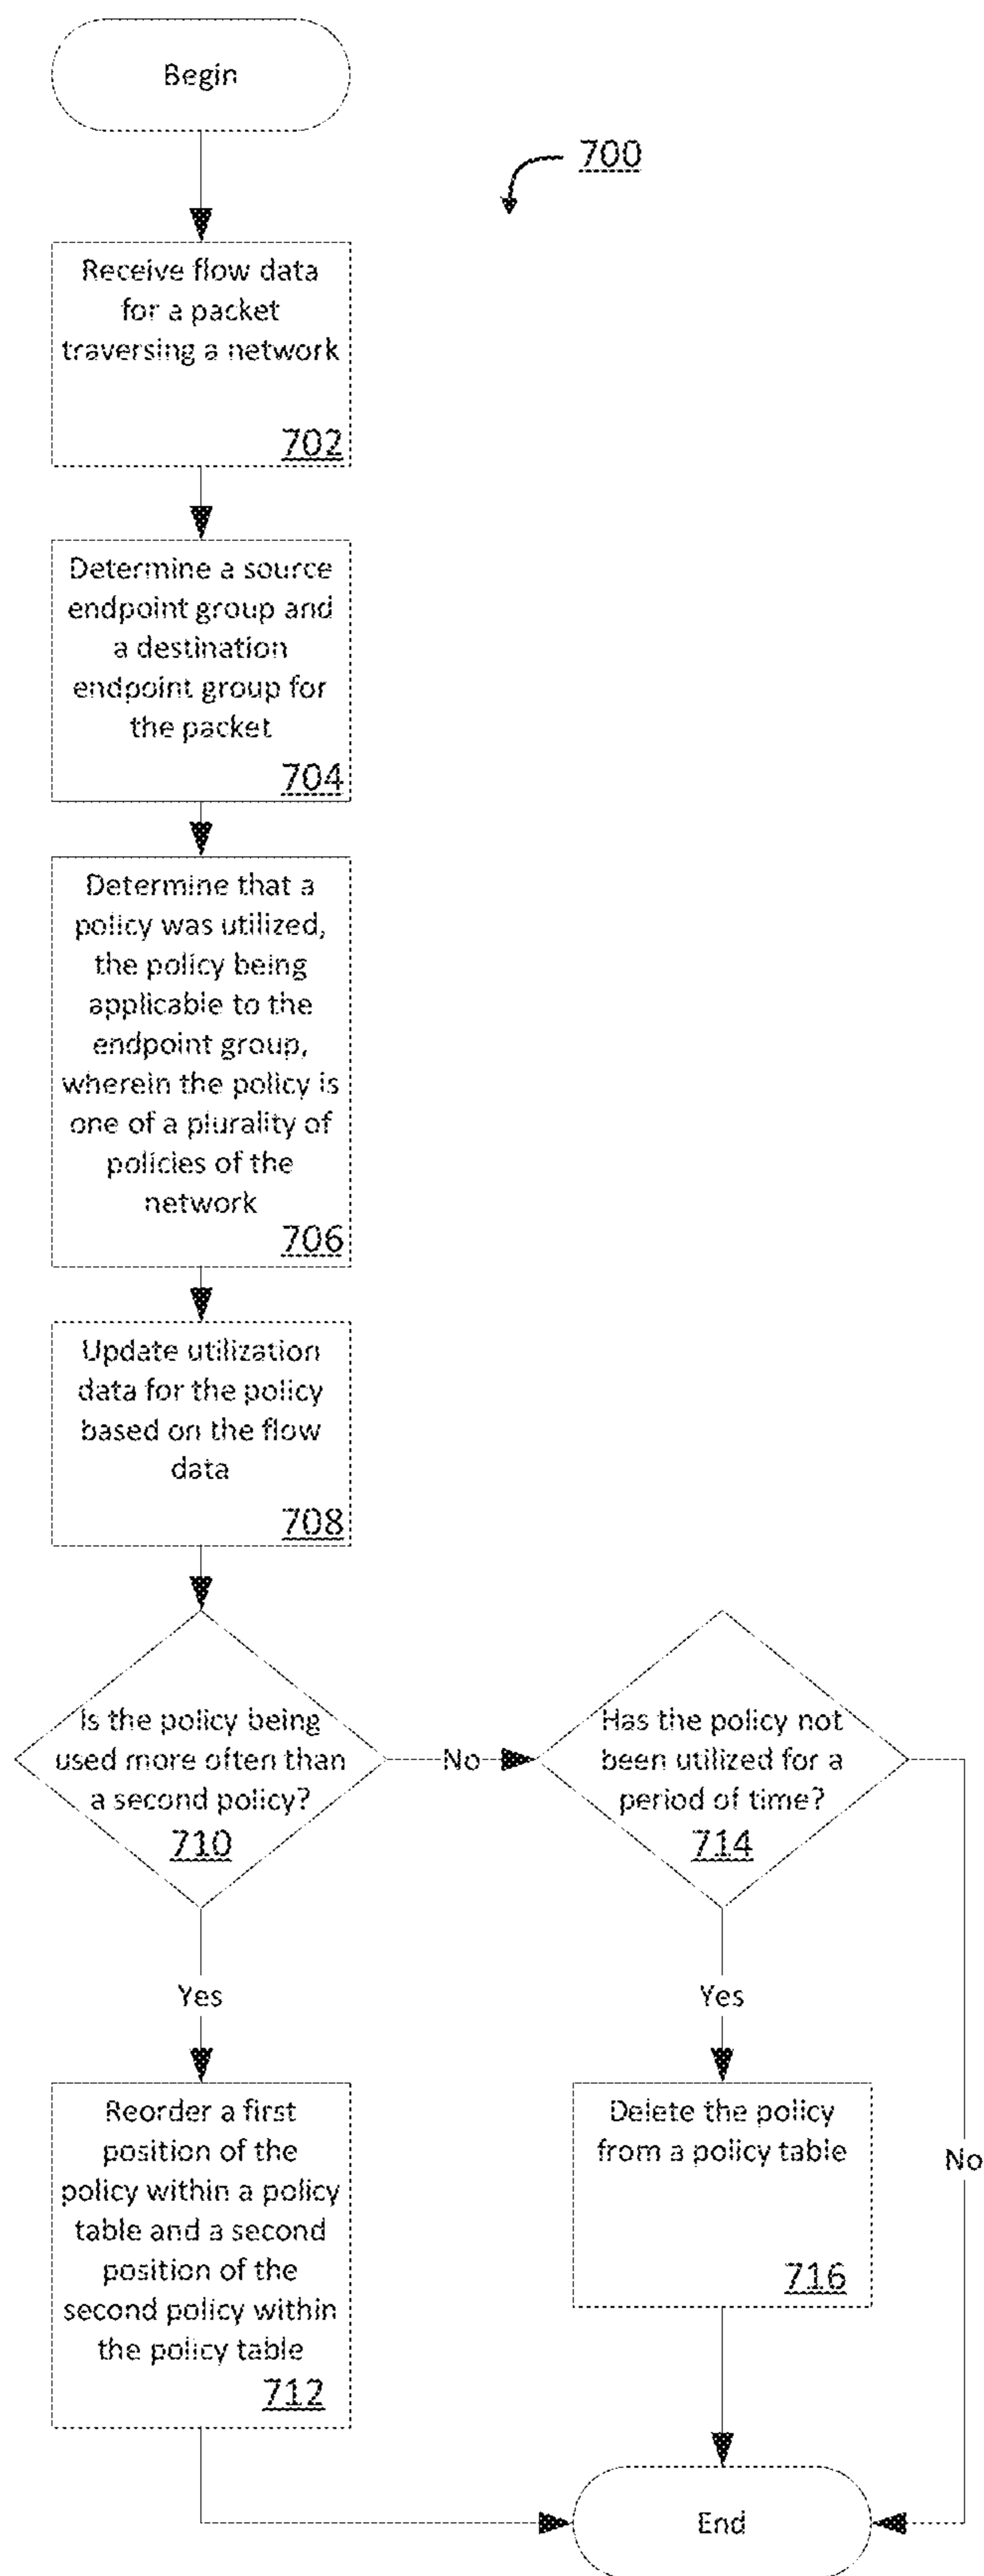 Begin
700
Receive flow data
for a packet
traversing a network
702
Determine a source
endpoint group and
a destination
endpoint group for
the packet
704
Determine that a
policy was utilized,
the policy being
applicable to the
endpoint group,
wherein the policy is
one of a plurality of
policies of the
network
706
Update utilization
data for the policy
based on the flow
data
708
Is the policy being
used more often than
a second policy?
710
No
Has the policy not
been utilized for a
period of time?
714
Yes
Yes
No
Reorder a first
position of the
policy within a policy
table and a second
position of the
second policy within
the policy table
712
Delete the policy
from a policy table
716
End